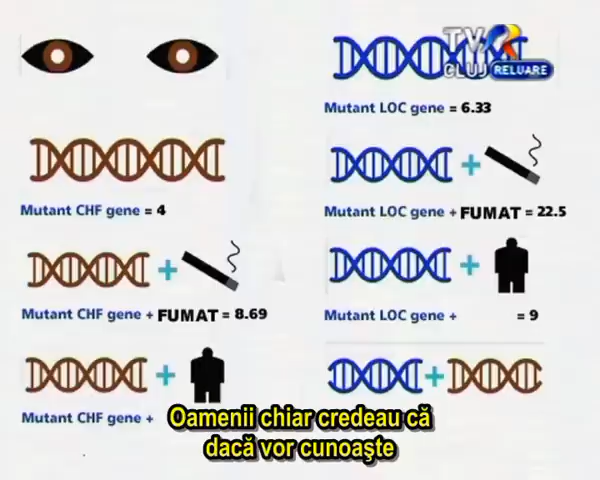 TVR
CLUJ RELUARE
Mutant LOC gene = 6.33
Mutant CHF gene = 4
Mutant LOC gene + FUMAT = 22.5
Mutant CHF gene + FUMAT = 8.69
Mutant LOC gene + = 9
Mutant CHF gene +
Oamenii chiar credeau că
dacă vor cunoaşte